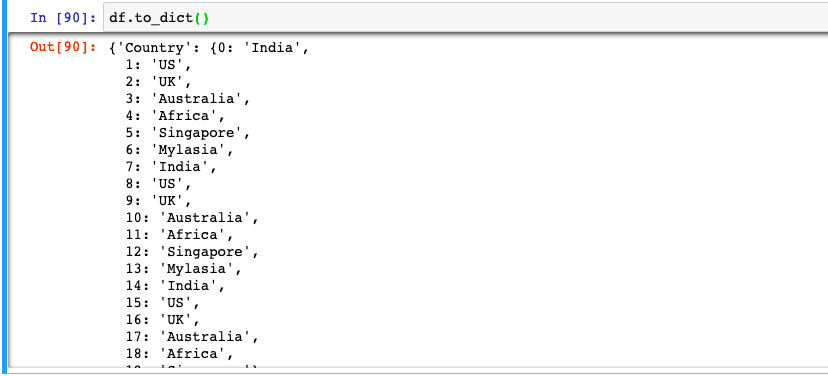 In [90]: df.to_dict()
Out[90]: {'Country': {0: 'India',
1: 'US',
2: 'UK',
3: 'Australia',
4: 'Africa',
5: 'Singapore',
6: 'Mylasia',
7: 'India',
8: 'US',
9: 'UK',
10: 'Australia',
11: 'Africa',
12: 'Singapore',
13: 'Mylasia',
14: 'India',
15: 'US',
16: 'UK',
17: 'Australia',
18: 'Africa',